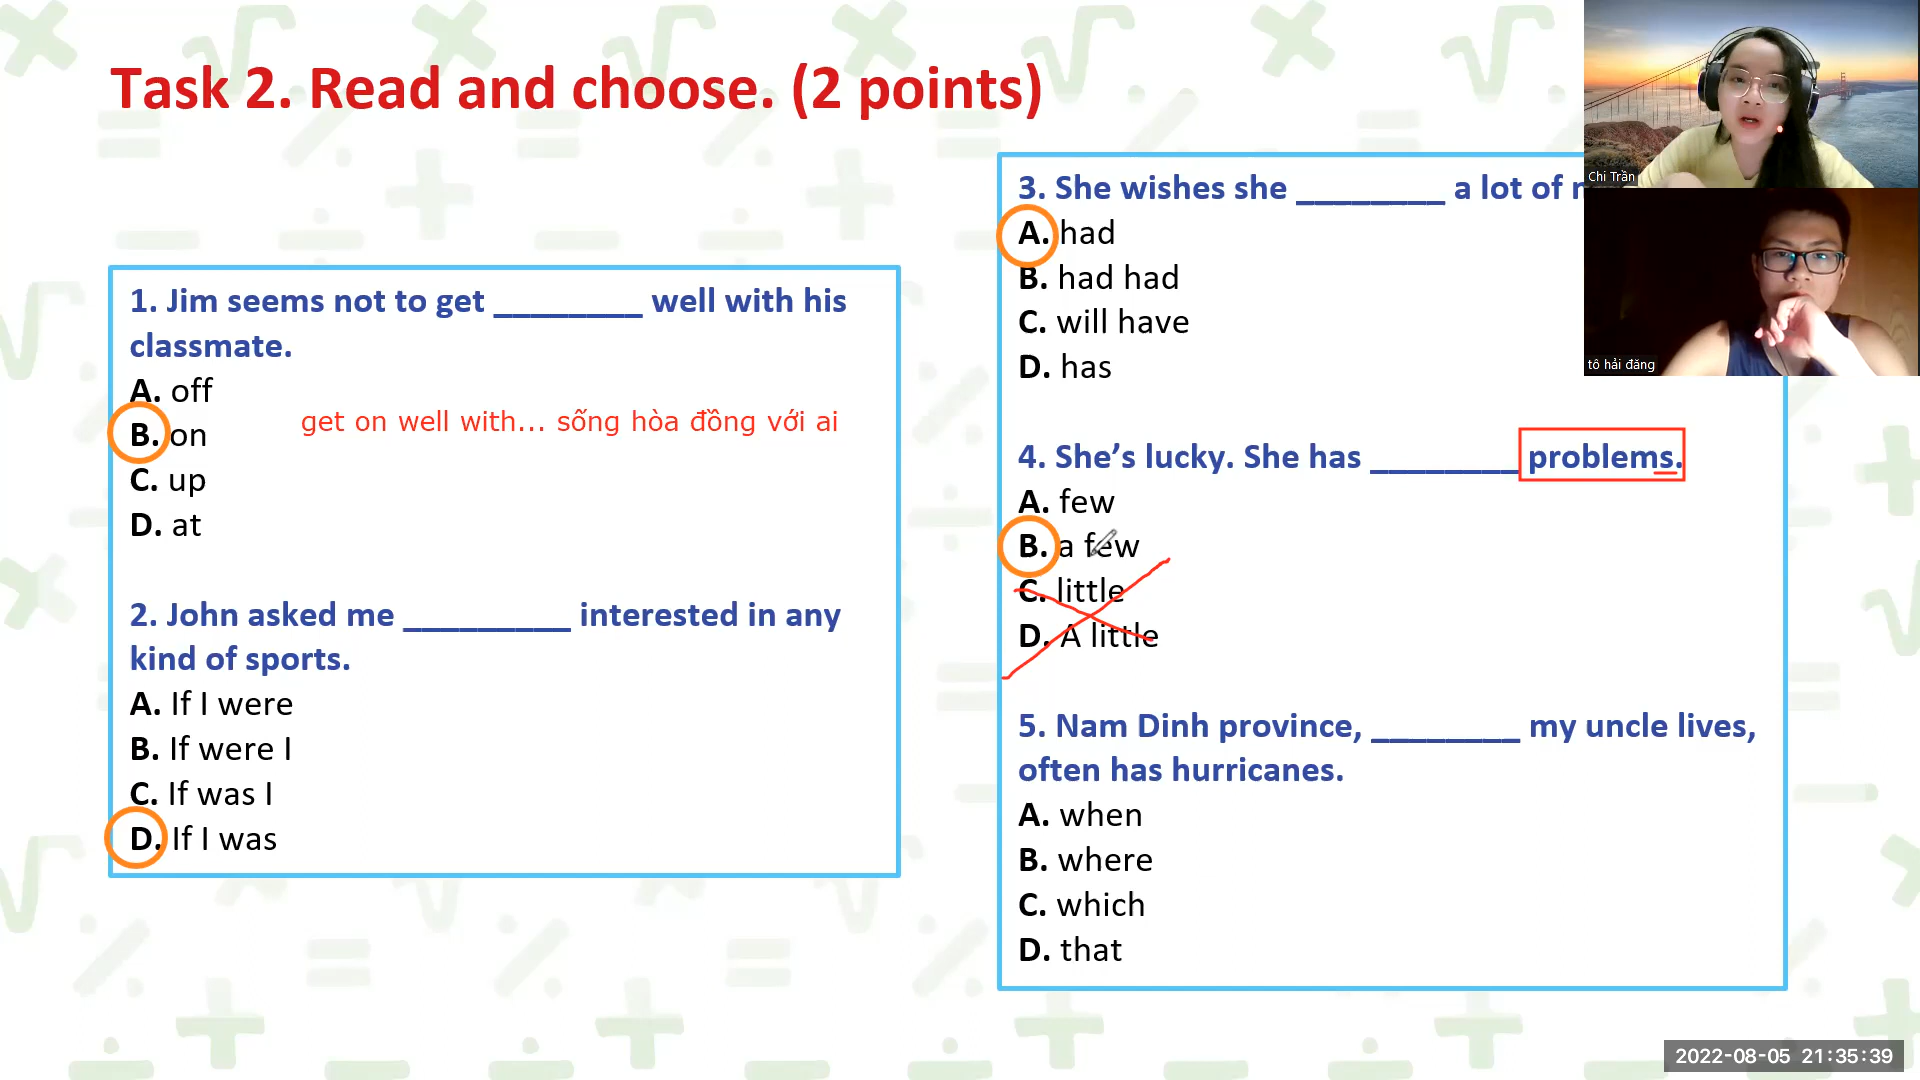 Task 2. Read and choose. (2 points)
1. Jim seems not to get ________ well with his
classmate.
A. off
B. on
get on well with... sống hòa đồng với ai
C. up
D. at
2. John asked me _________ interested in any
kind of sports.
A. If I were
B. If were I
C. If was I
D. If I was
3. She wishes she ________ a lot of
A. had
B. had had
C. will have
D. has
4. She’s lucky. She has ________ problems.
A. few
B. a few
C. little
D. A little
5. Nam Dinh province, ________ my uncle lives,
often has hurricanes.
A. when
B. where
C. which
D. that
Chi Trần
tô hải đăng
2022-08-05 21:35:39